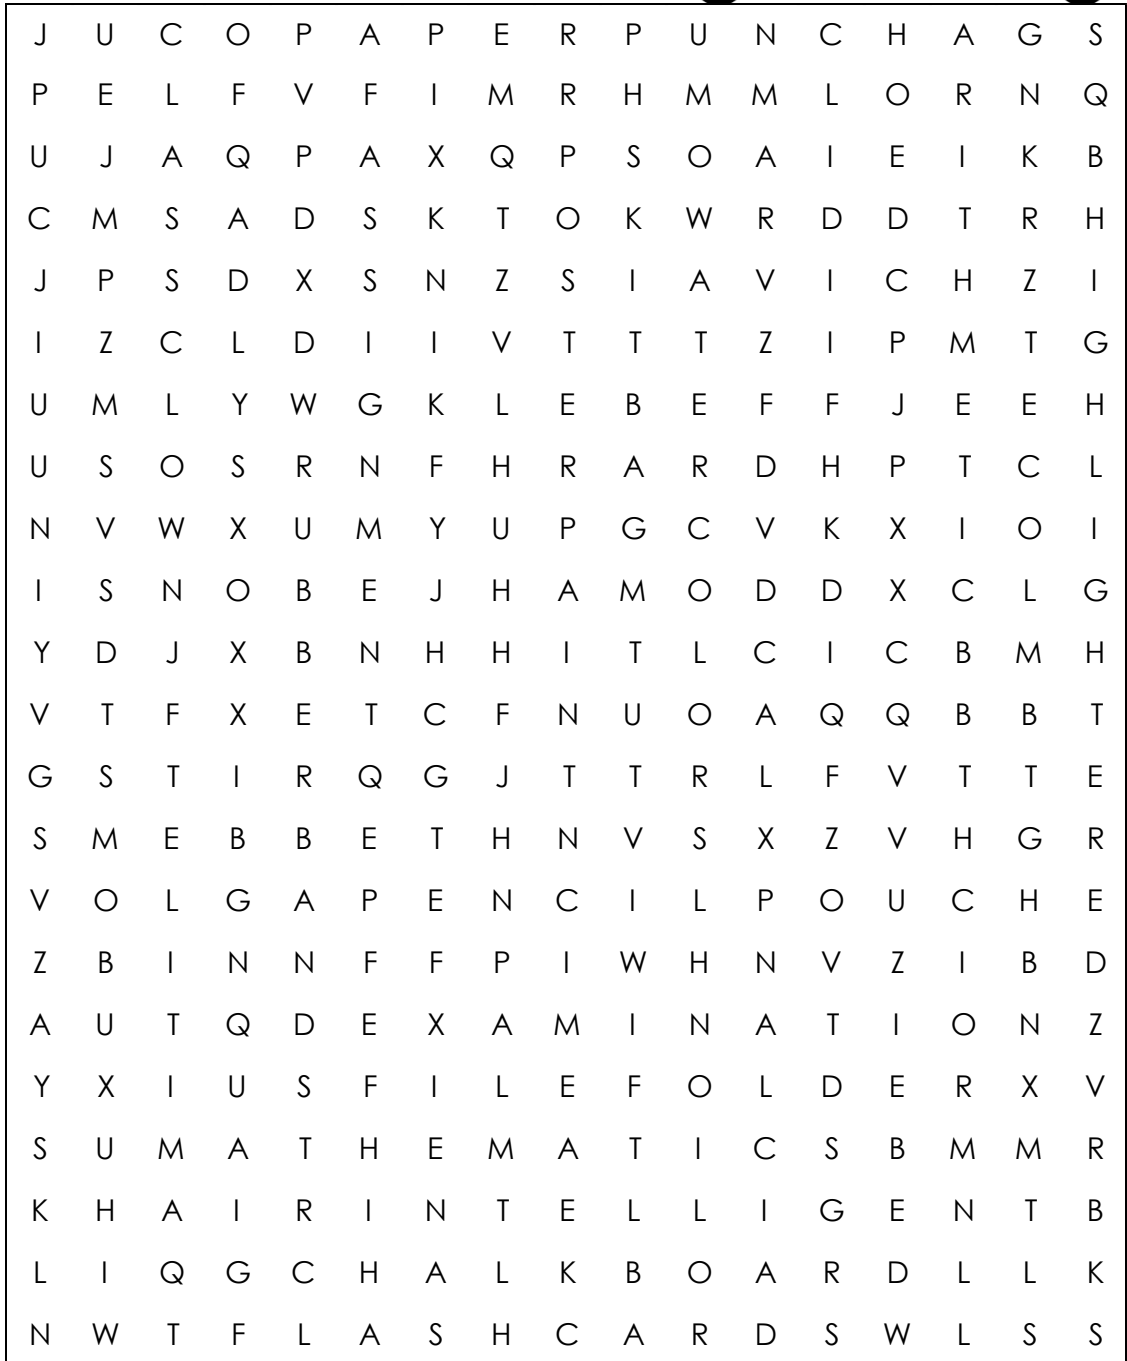 J U C O P A P E R P U N C H A G S
P E L F V F I M R H M M L O R N Q
U J A Q P A X Q P S O A I E I K B
C M S A D S K T O K W R D D T R H
J P S D X S N Z S I A V I C H Z I
I Z C L D I I V T T T Z I P M T G
U M L Y W G K L E B E F F J E E H
U S O S R N F H R A R D H P T C L
N V W X U M Y U P G C V K X I O I
I S N O B E J H A M O D D X C L G
Y D J X B N H H I T L C I C B M H
V T F X E T C F N U O A Q Q B B T
G S T I R Q G J T T R L F V T T E
S M E B B E T H N V S X Z V H G R
V O L G A P E N C I L P O U C H E
Z B I N N F F P I W H N V Z I B D
A U T Q D E X A M I N A T I O N Z
Y X I U S F I L E F O L D E R X V
S U M A T H E M A T I C S B M M R
K H A I R I N T E L L I G E N T B
L I Q G C H A L K B O A R D L L K
N W T F L A S H C A R D S W L S S